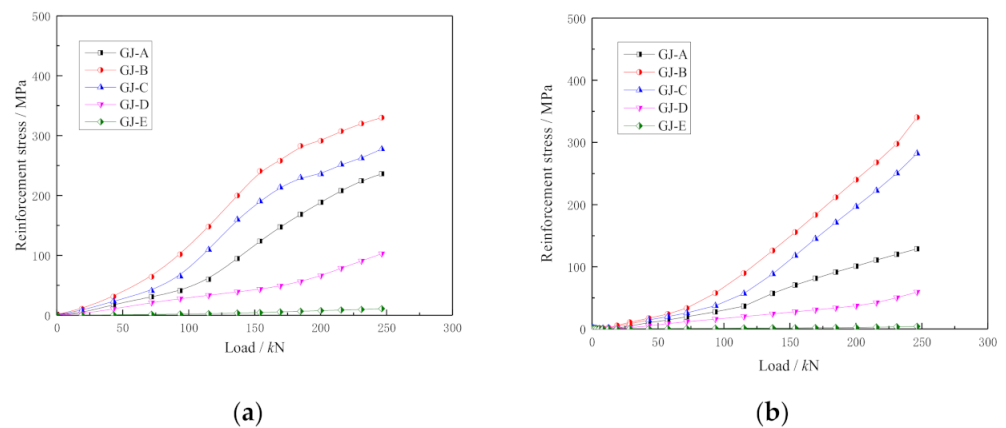 (a)
500
400
300
200
100
0
Reinforcement stress / MPa
GJ-A
GJ-B
GJ-C
GJ-D
GJ-E
0 50 100 150 200 250 300
Load / kN
(b)
500
400
300
200
100
0
Reinforcement stress / MPa
GJ-A
GJ-B
GJ-C
GJ-D
GJ-E
0 50 100 150 200 250 300
Load / kN
(a)
(b)